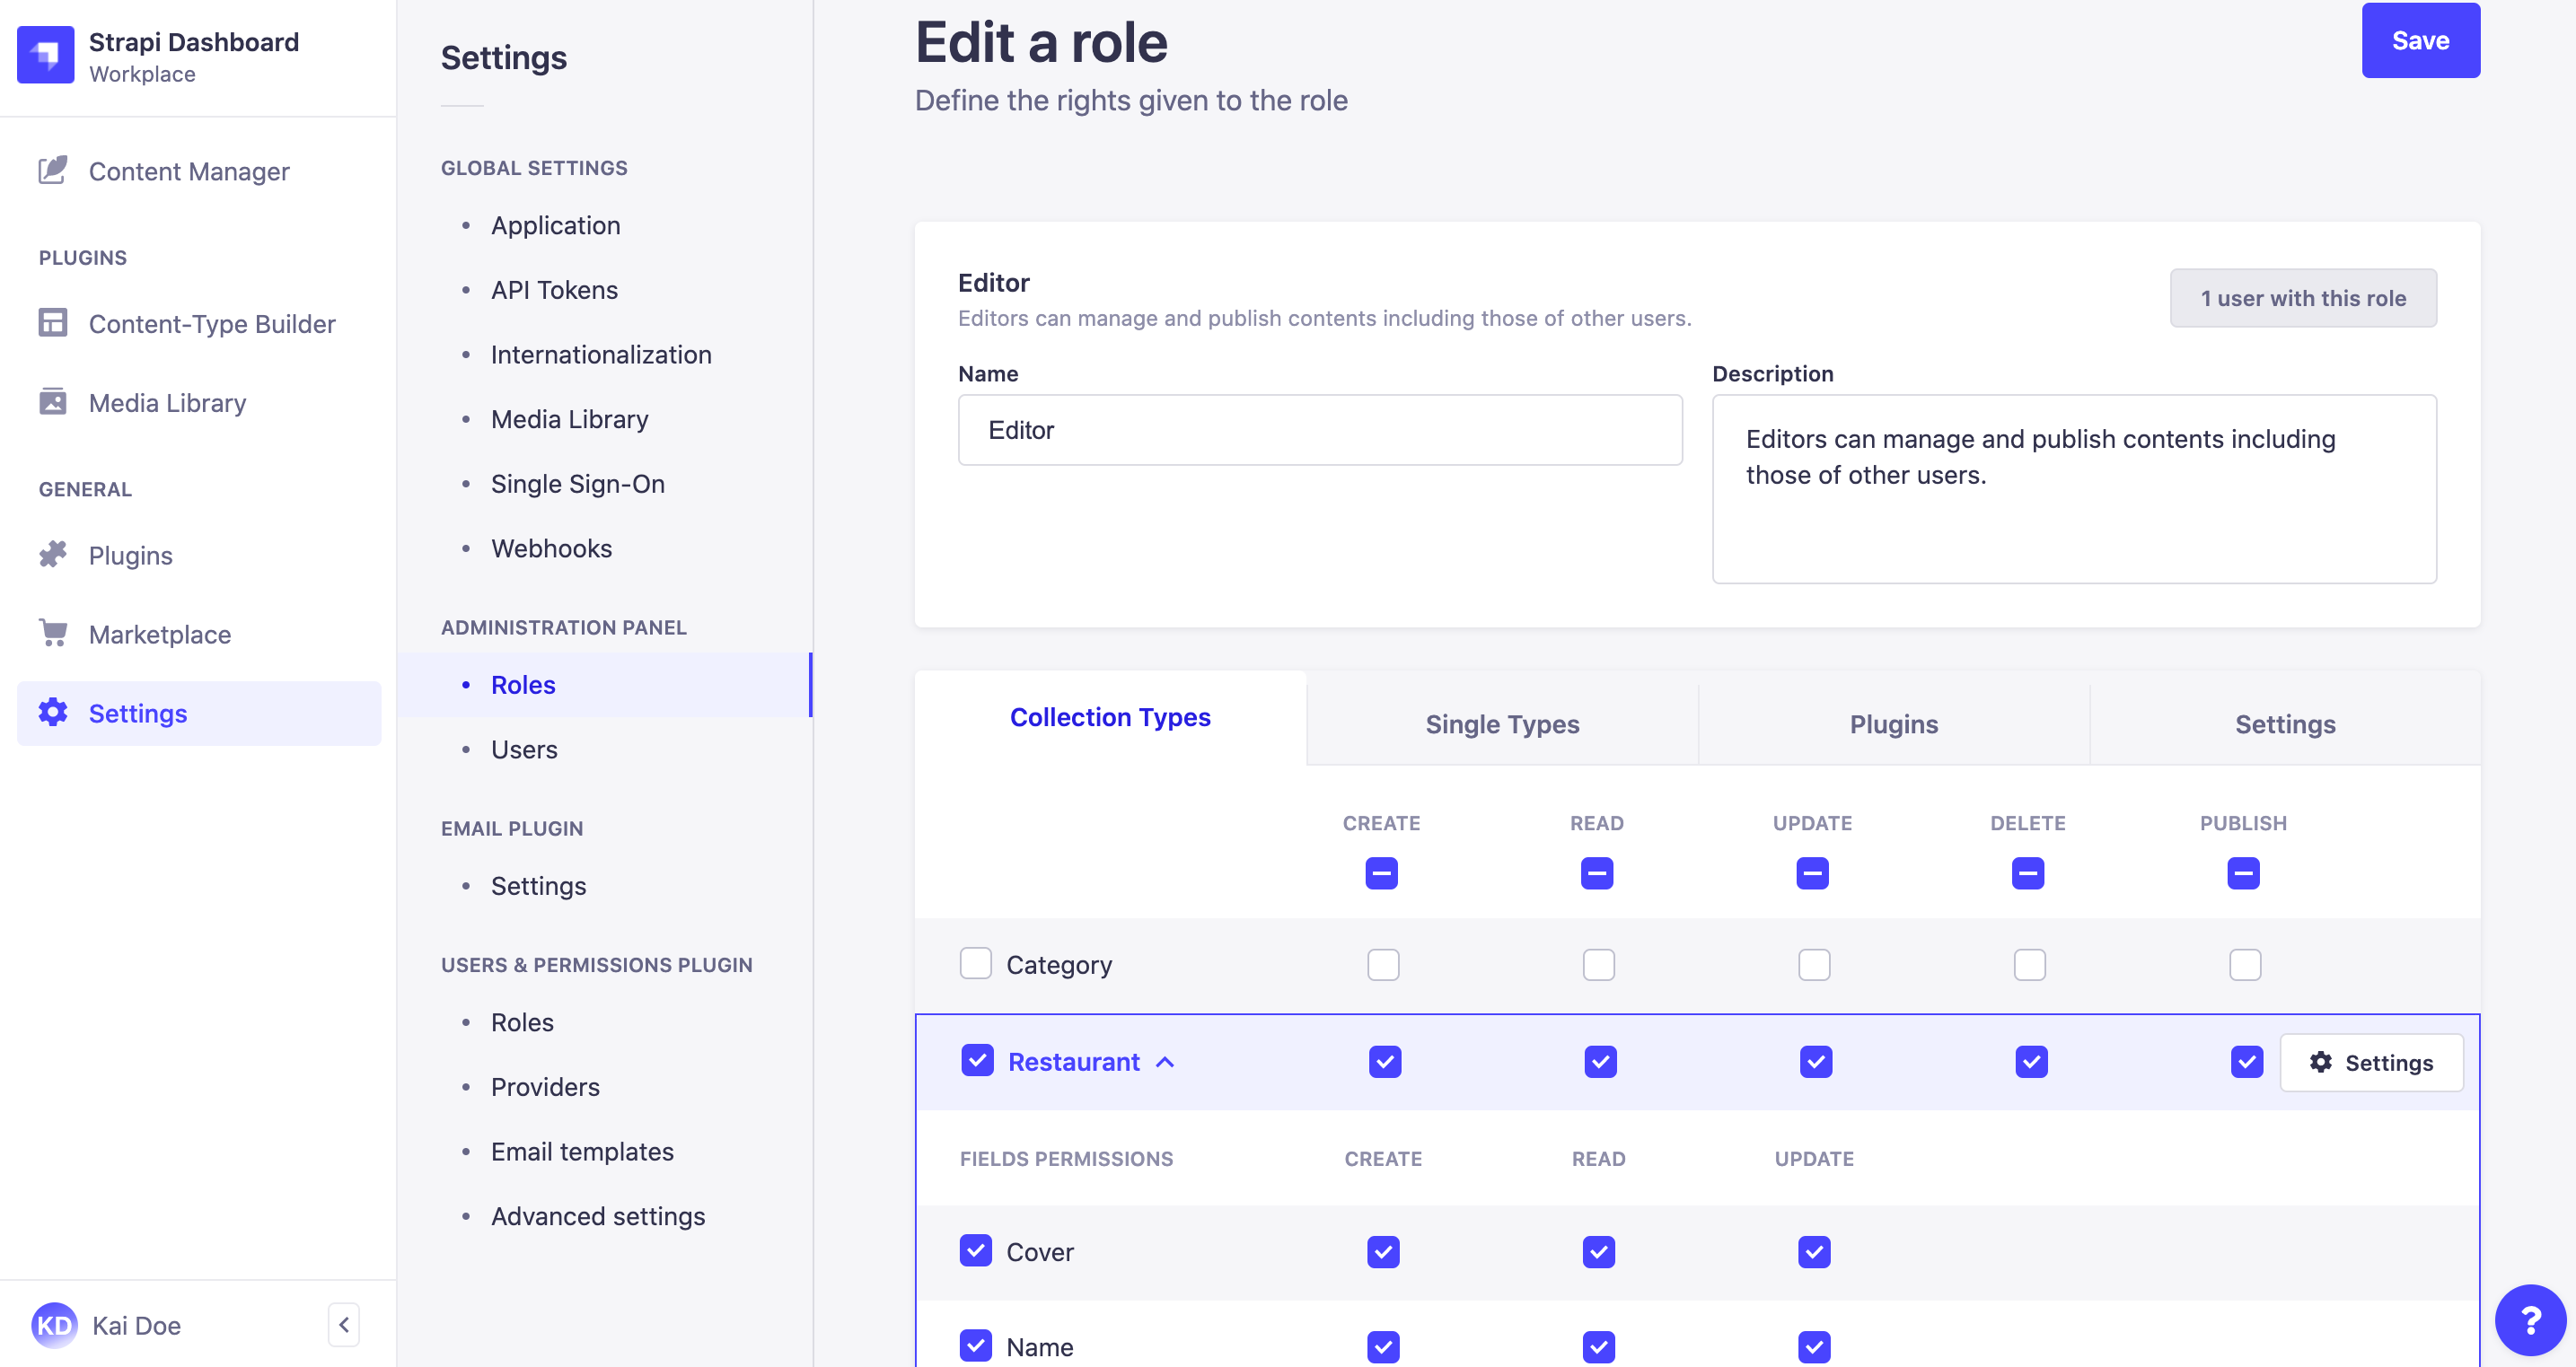 Strapi Dashboard
Workplace
Content Manager
PLUGINS
Content-Type Builder
Media Library
GENERAL
Plugins
Marketplace
Settings
KD Kai Doe
Settings
GLOBAL SETTINGS
Application
API Tokens
Internationalization
Media Library
Single Sign-On
Webhooks
ADMINISTRATION PANEL
Roles
Users
EMAIL PLUGIN
Settings
USERS & PERMISSIONS PLUGIN
Roles
Providers
Email templates
Advanced settings
Edit a role
Save
Define the rights given to the role
Editor
1 user with this role
Editors can manage and publish contents including those of other users.
Name
Description
Editor
Editors can manage and publish contents including
those of other users.
Collection Types Single Types Plugins Settings
CREATE READ UPDATE DELETE PUBLISH
Category
Restaurant Settings
FIELDS PERMISSIONS CREATE READ UPDATE
Cover
Name
?